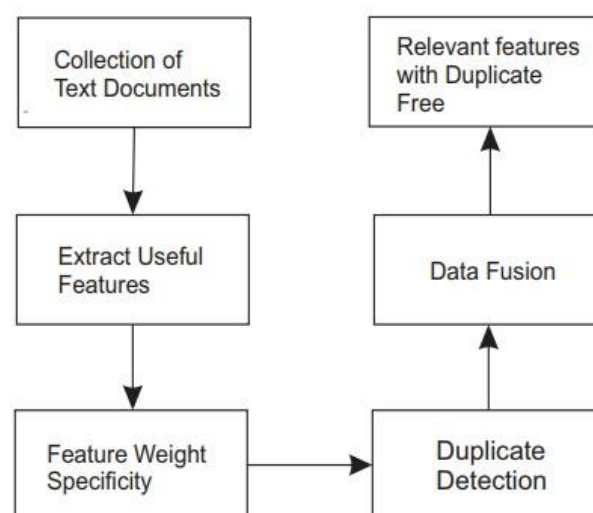 Collection of
Text Documents
Extract Useful
Features
Feature Weight
Specificity
Duplicate
Detection
Data Fusion
Relevant features
with Duplicate
Free